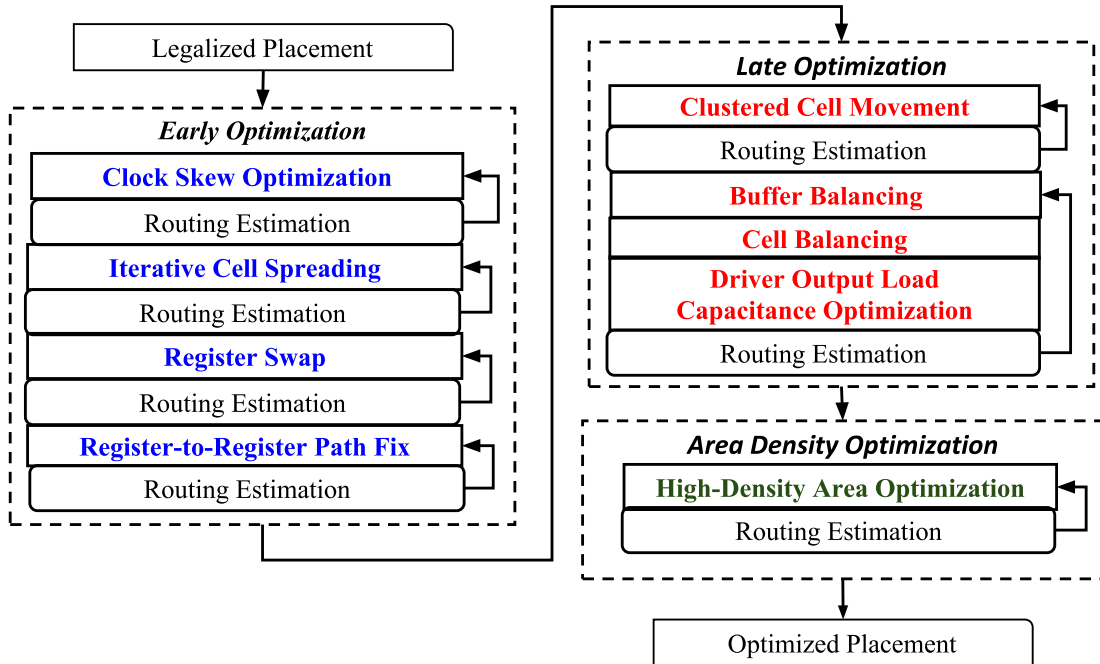 Legalized Placement
Early Optimization
Clock Skew Optimization
Routing Estimation
Iterative Cell Spreading
Routing Estimation
Register Swap
Routing Estimation
Register-to-Register Path Fix
Routing Estimation
Late Optimization
Clustered Cell Movement
Routing Estimation
Buffer Balancing
Cell Balancing
Driver Output Load
Capacitance Optimization
Routing Estimation
Area Density Optimization
High-Density Area Optimization
Routing Estimation
Optimized Placement